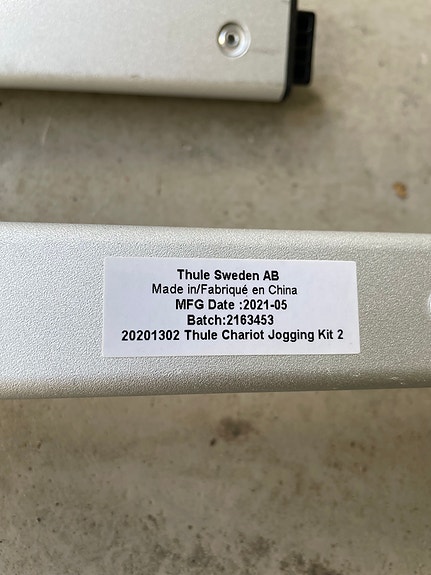 Thule Sweden AB
Made in/Fabriqué en China
MFG Date :2021-05
Batch:2163453
20201302 Thule Chariot Jogging Kit 2